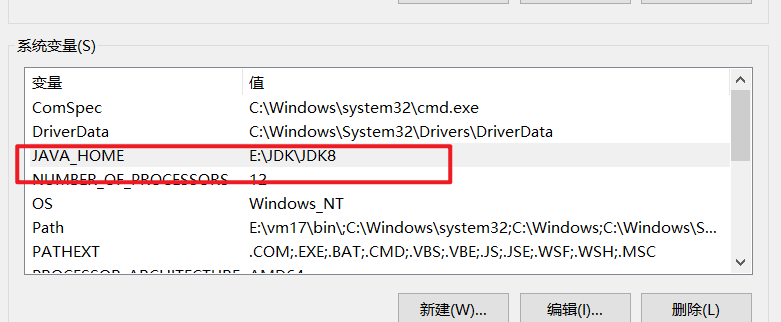 系统变量(S)
变量 值
ComSpec C:\Windows\system32\cmd.exe
DriverData C:\Windows\System32\Drivers\DriverData
JAVA_HOME E:\JDK\JDK8
NUMBER_OF_PROCESSORS 12
OS Windows_NT
Path E:\vm17\bin\;C:\Windows\system32;C:\Windows;C:\Windows\S...
PATHEXT .COM;.EXE;.BAT;.CMD;.VBS;.VBE;.JS;.JSE;.WSF;.WSH;.MSC
PROCESSOR_ARCHITECTURE AMD64
新建(W)... 编辑(I)... 删除(L)